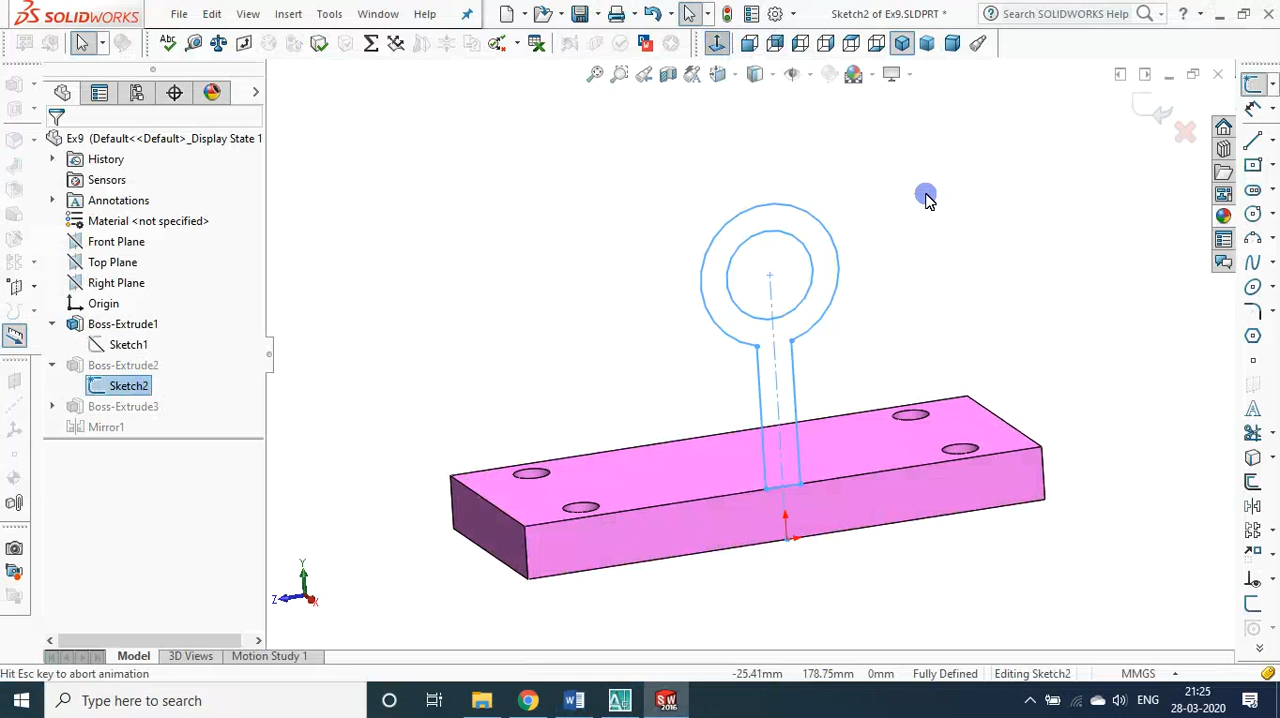 SOLIDWORKS File Edit View Insert Tools Window Help Sketch2 of Ex9.SLDPRT * Search SOLIDWORKS Help ?
Ex9 (Default<<Default>_Display State 1
History
Sensors
Annotations
Material <not specified>
Front Plane
Top Plane
Right Plane
Origin
Boss-Extrude1
Sketch1
Boss-Extrude2
Sketch2
Boss-Extrude3
Mirror1
Y
Z X
Model 3D Views Motion Study 1
Hit Esc key to abort animation -25.41mm 178.75mm 0mm Fully Defined Editing Sketch2 MMGS
Type here to search ENG 21:25
28-03-2020
SW
2016